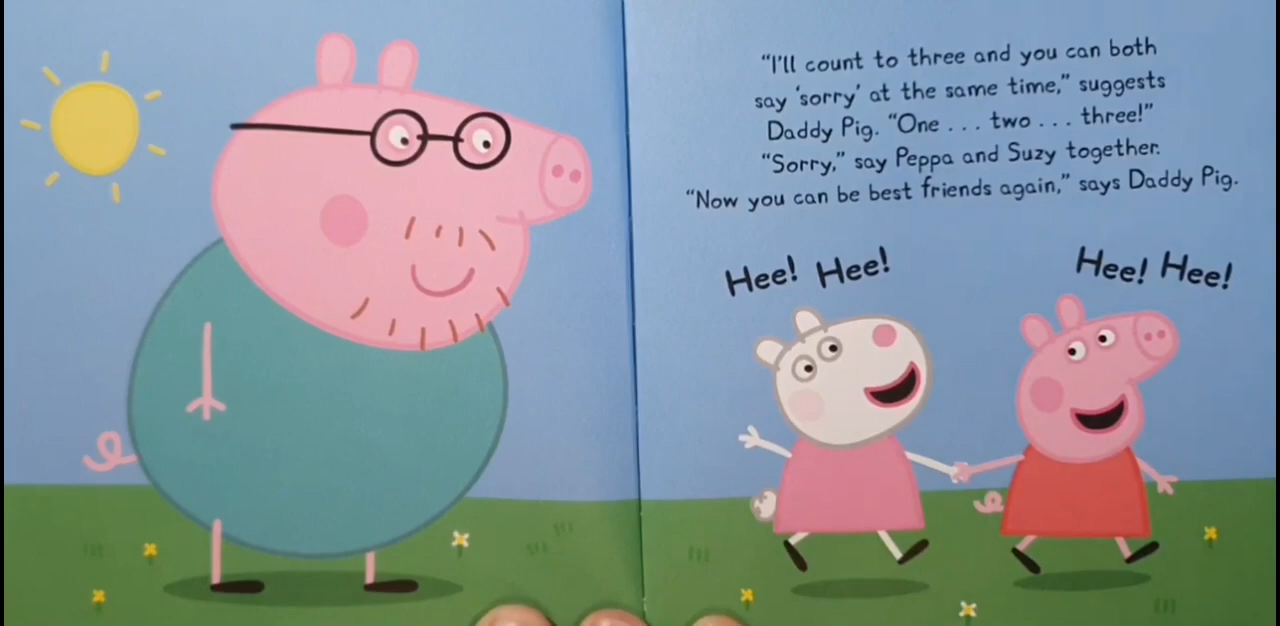 “I'll count to three and you can both
say ‘sorry’ at the same time,” suggests
Daddy Pig. “One . . . two . . . three!”
“Sorry,” say Peppa and Suzy together.
“Now you can be best friends again,” says Daddy Pig.
Hee! Hee!
Hee! Hee!